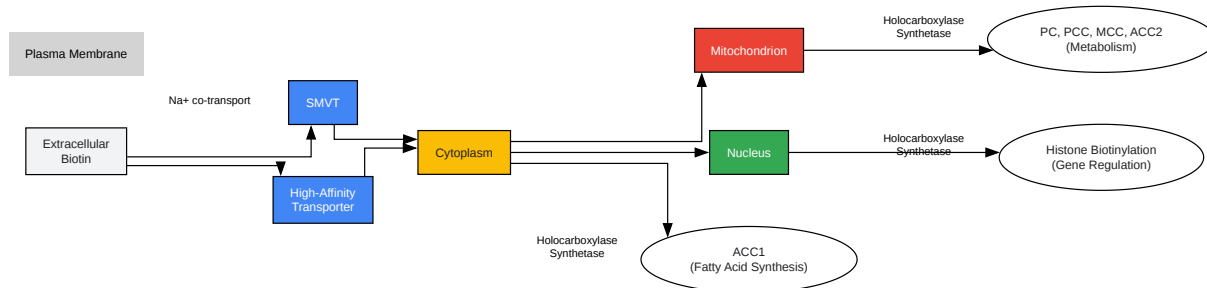 Plasma Membrane
Na+ co-transport
Extracellular
Biotin
SMVT
High-Affinity
Transporter
Cytoplasm
Mitochondrion
Holocarboxylase
Synthetase
PC, PCC, MCC, ACC2
(Metabolism)
Nucleus
Holocarboxylase
Synthetase
Histone Biotinylation
(Gene Regulation)
Holocarboxylase
Synthetase
ACC1
(Fatty Acid Synthesis)